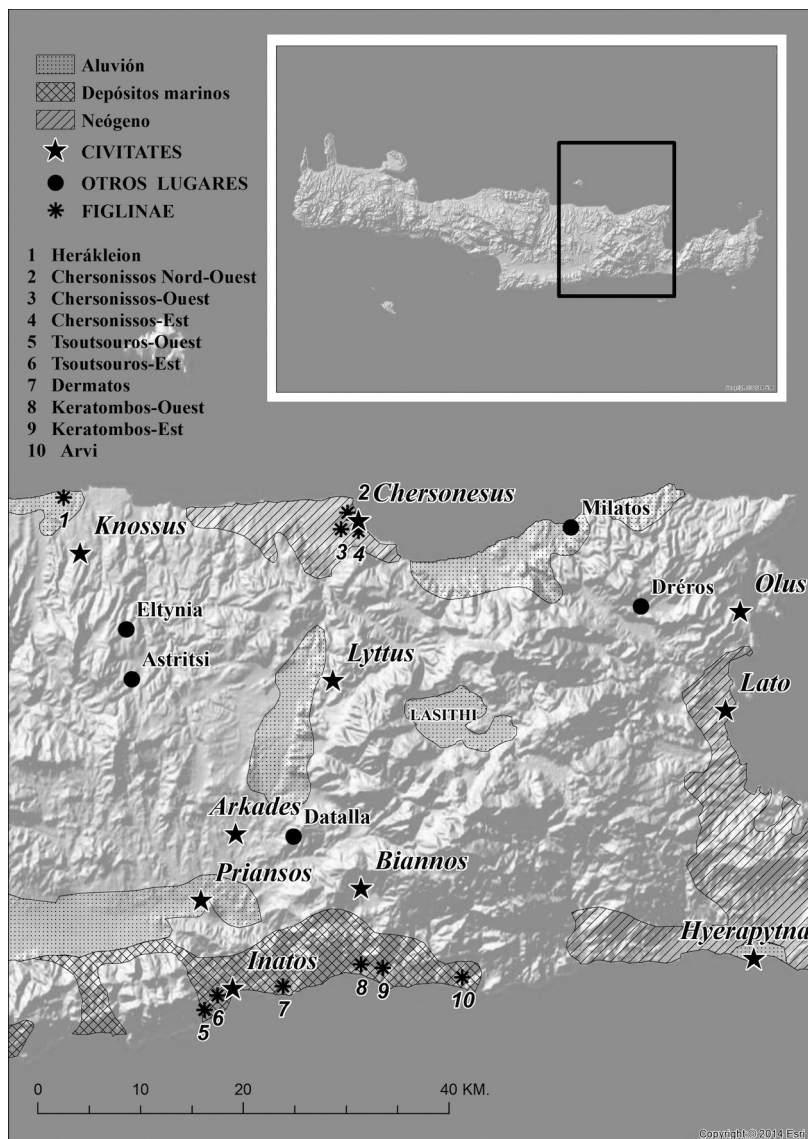 Aluvión
Depósitos marinos
Neógeno
CIVITATES
OTROS LUGARES
FIGLINAE
1 Herákleion
2 Chersonissos Nord-Ouest
3 Chersonissos-Ouest
4 Chersonissos-Est
5 Tsoutsouros-Ouest
6 Tsoutsouros-Est
7 Dermatos
8 Keratombos-Ouest
9 Keratombos-Est
10 Arvi
Copyright:© 2014 Esri
2
Chersonesus
Milatos
1
Knossus
3
4
Dréros
Olus
Eltynia
Astritsi
Lyttus
Lato
LASITHI
Arkades
Datalla
Priansos
Biannos
Hyerapytna
Inatos
5
6
7
8
9
10
0 10 20 40 KM.
Copyright:© 2014 Esri